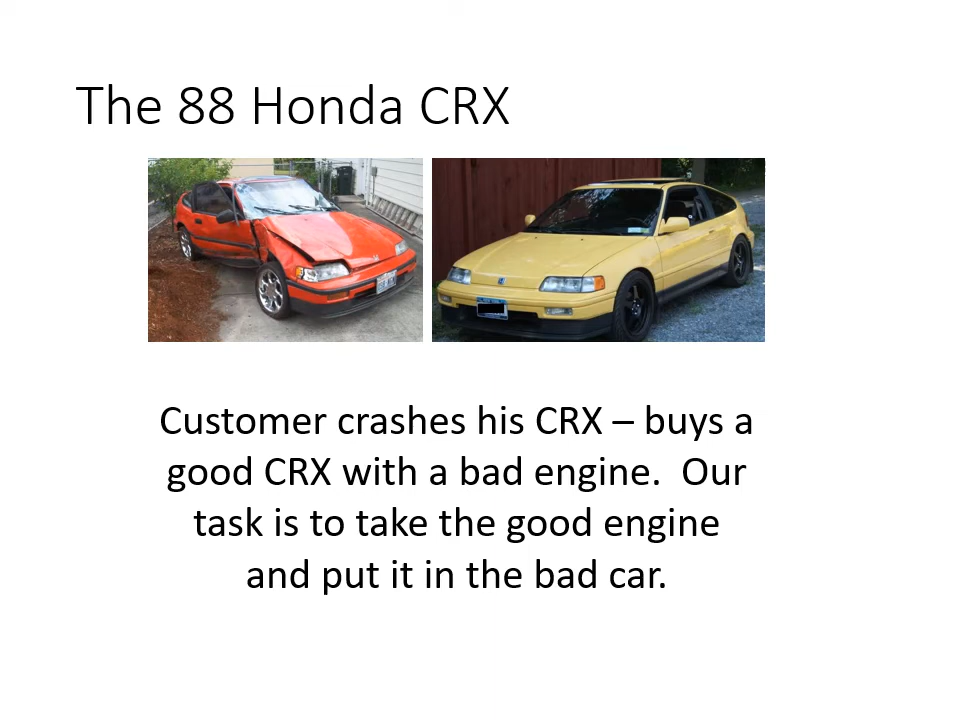 The 88 Honda CRX
Customer crashes his CRX – buys a
good CRX with a bad engine.  Our
task is to take the good engine
and put it in the bad car.